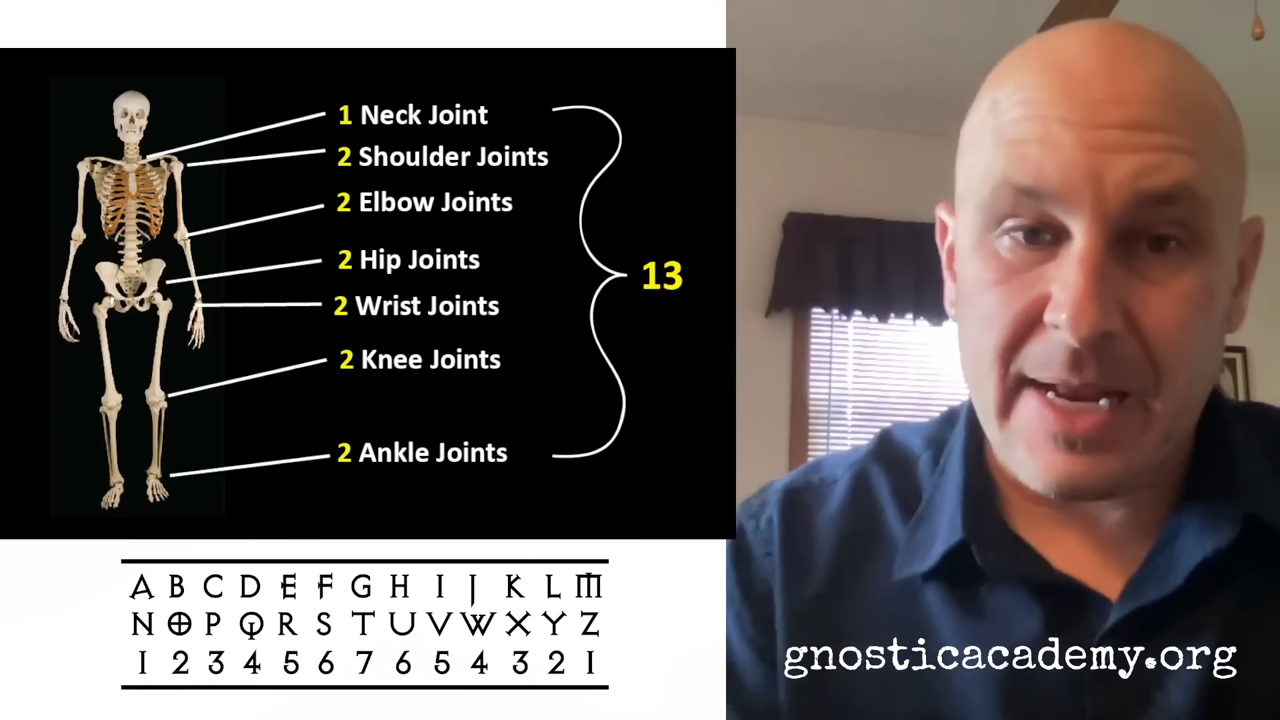 1 Neck Joint
2 Shoulder Joints
2 Elbow Joints
2 Hip Joints
2 Wrist Joints
2 Knee Joints
2 Ankle Joints
13
A B C D E F G H I J K L M
N O P Q R S T U V W X Y Z
1 2 3 4 5 6 7 6 5 4 3 2 1
gnosticacademy.org